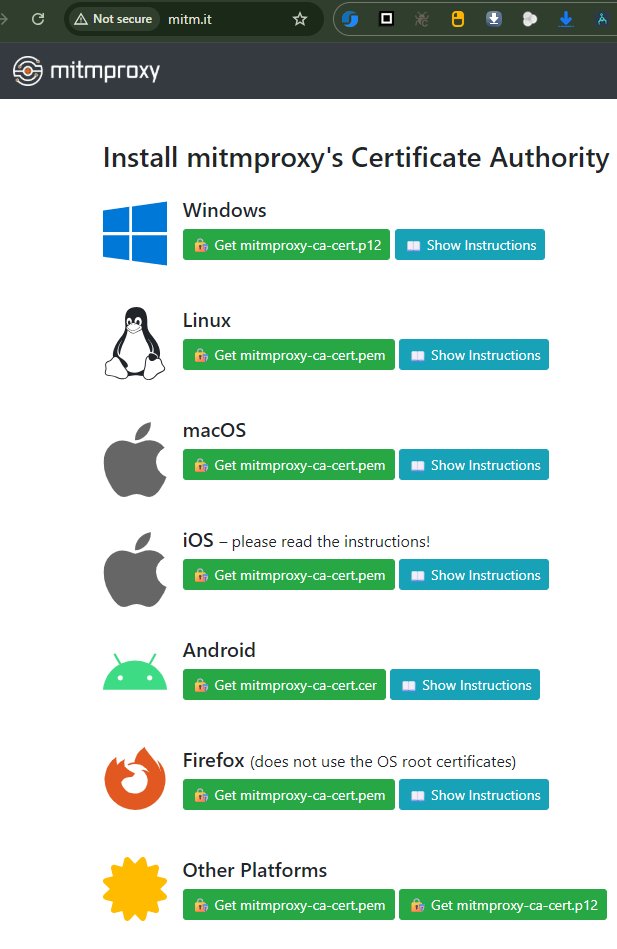 Not secure mitm.it
mitmproxy
Install mitmproxy's Certificate Authority
Windows
Get mitmproxy-ca-cert.p12 Show Instructions
Linux
Get mitmproxy-ca-cert.pem Show Instructions
macOS
Get mitmproxy-ca-cert.pem Show Instructions
iOS – please read the instructions!
Get mitmproxy-ca-cert.pem Show Instructions
Android
Get mitmproxy-ca-cert.cer Show Instructions
Firefox (does not use the OS root certificates)
Get mitmproxy-ca-cert.pem Show Instructions
Other Platforms
Get mitmproxy-ca-cert.pem Get mitmproxy-ca-cert.p12